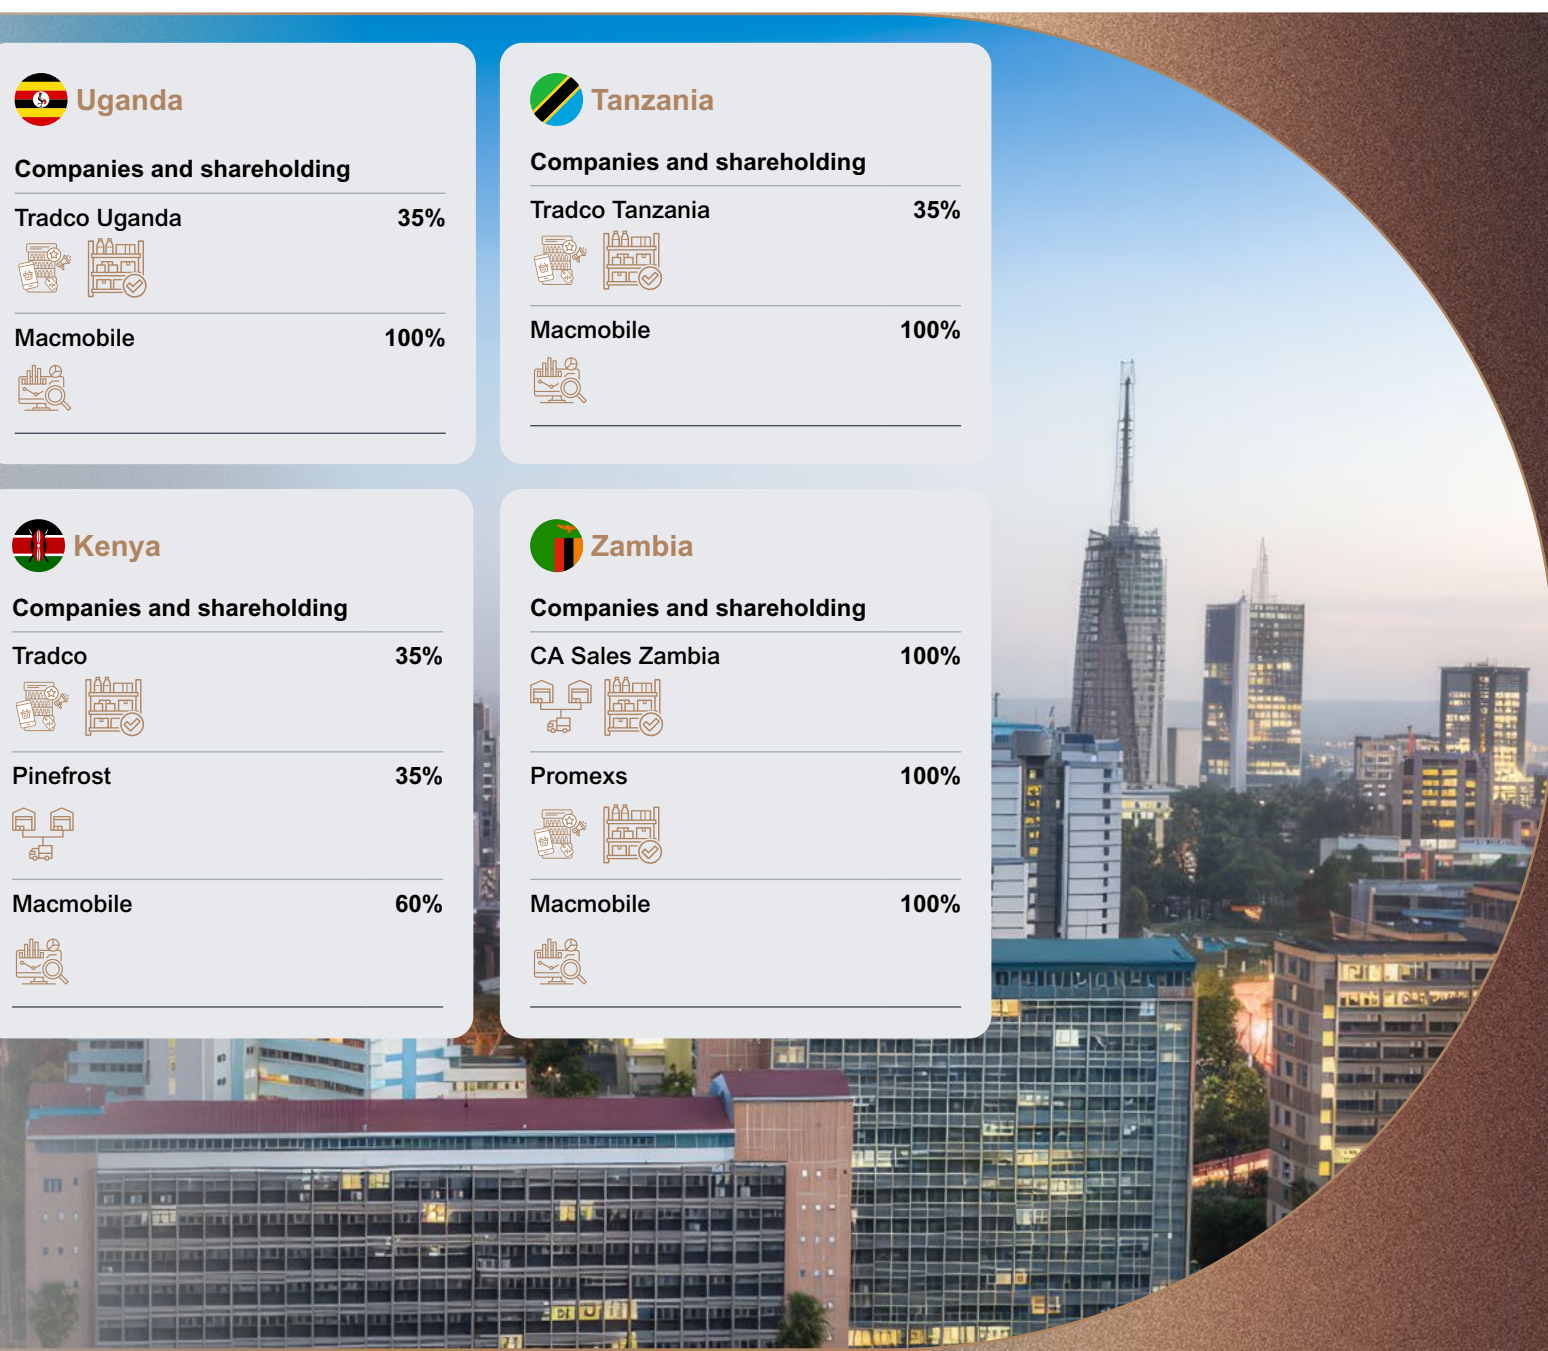 Uganda
Companies and shareholding
Tradco Uganda 35%
Macmobile 100%
Tanzania
Companies and shareholding
Tradco Tanzania 35%
Macmobile 100%
Kenya
Companies and shareholding
Tradco 35%
Pinefrost 35%
Macmobile 60%
Zambia
Companies and shareholding
CA Sales Zambia 100%
Promexs 100%
Macmobile 100%